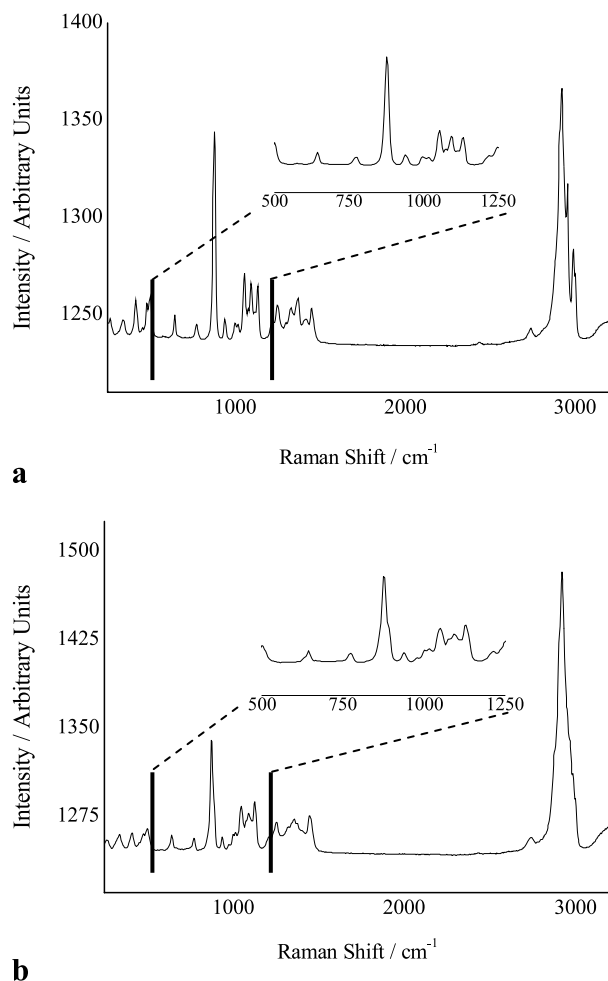 1400
1350
1300
1250
Intensity / Arbitrary Units
500 750 1000 1250
1000 2000 3000
Raman Shift / cm-1
a
1500
1425
1350
1275
Intensity / Arbitrary Units
500 750 1000 1250
1000 2000 3000
Raman Shift / cm-1
b